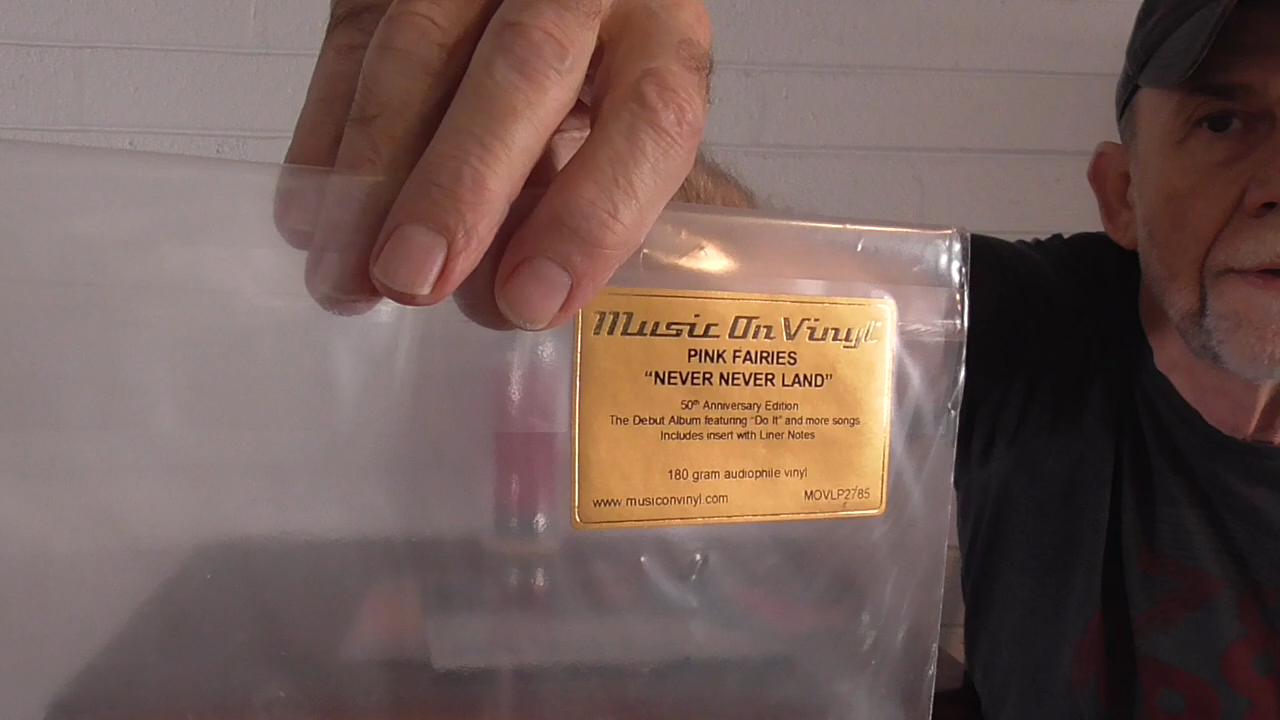 Music On Vinyl
PINK FAIRIES
“NEVER NEVER LAND”
50th Anniversary Edition
The Debut Album featuring “Do It” and more songs
Includes insert with Liner Notes
180 gram audiophile vinyl
www.musiconvinyl.com MOVLP2785